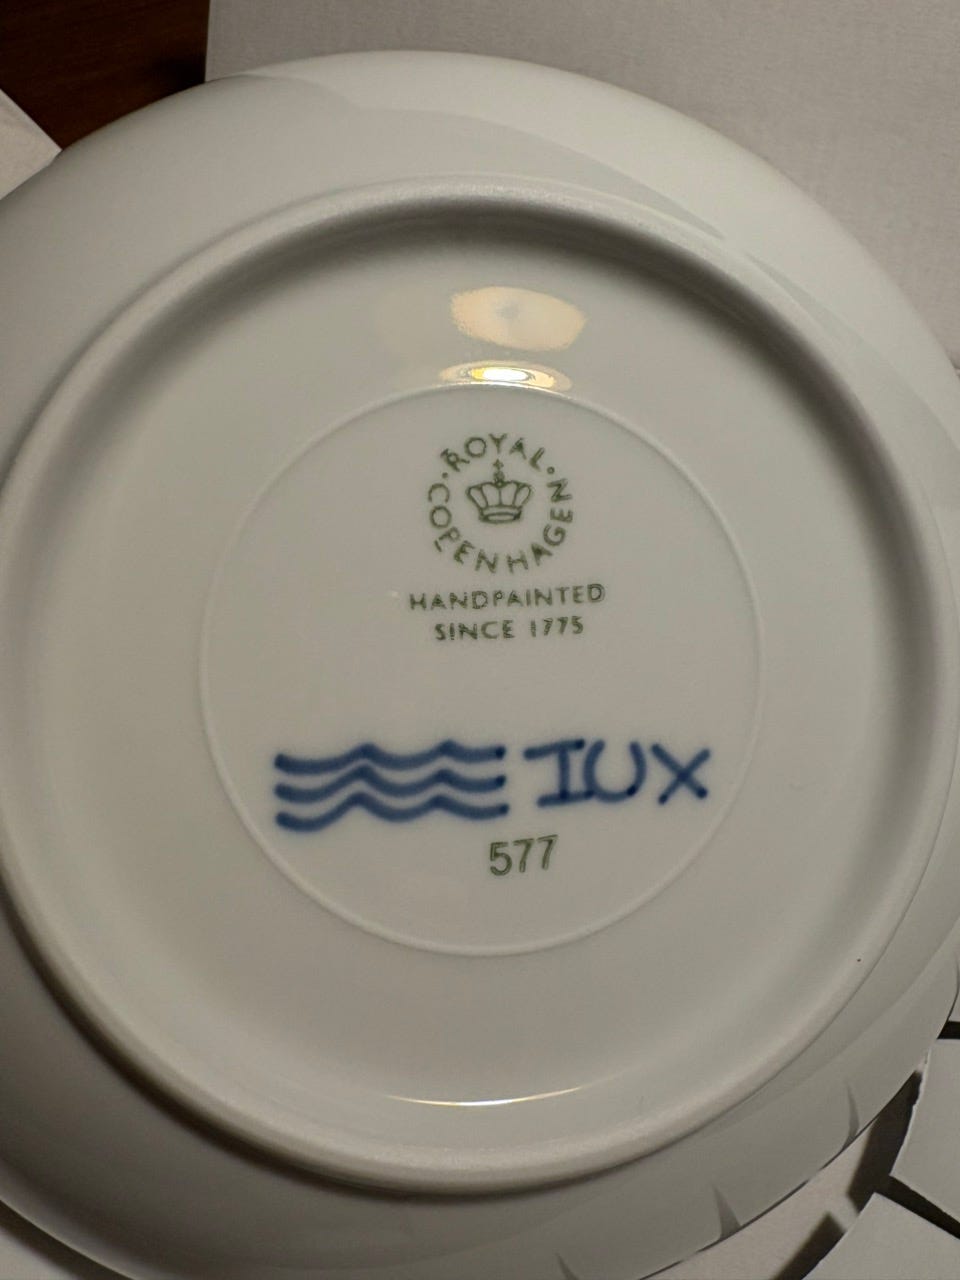 ROYAL
COPENHAGEN
HANDPAINTED
SINCE 1775
IUX
577